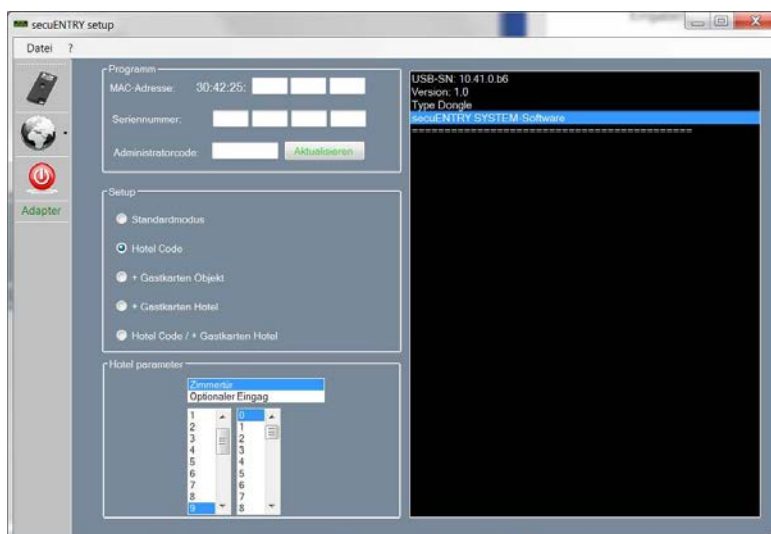 secuENTRY setup
Datei ?
Programm
MAC-Adresse: 30:42:25:
Seriennummer:
Administratorcode: Aktualisieren
Adapter
Setup
Standardmodus
Hotel Code
+ Gastkarten Objekt
+ Gastkarten Hotel
Hotel Code / + Gastkarten Hotel
Hotel parameter
Zimmertür
Optionaler Eingag
1 0
2 1
3 2
4 3
5 4
6 5
7 6
8 7
9 8
USB-SN: 10.41.0.b6
Version: 1.0
Type Dongle
secuENTRY SYSTEM-Software